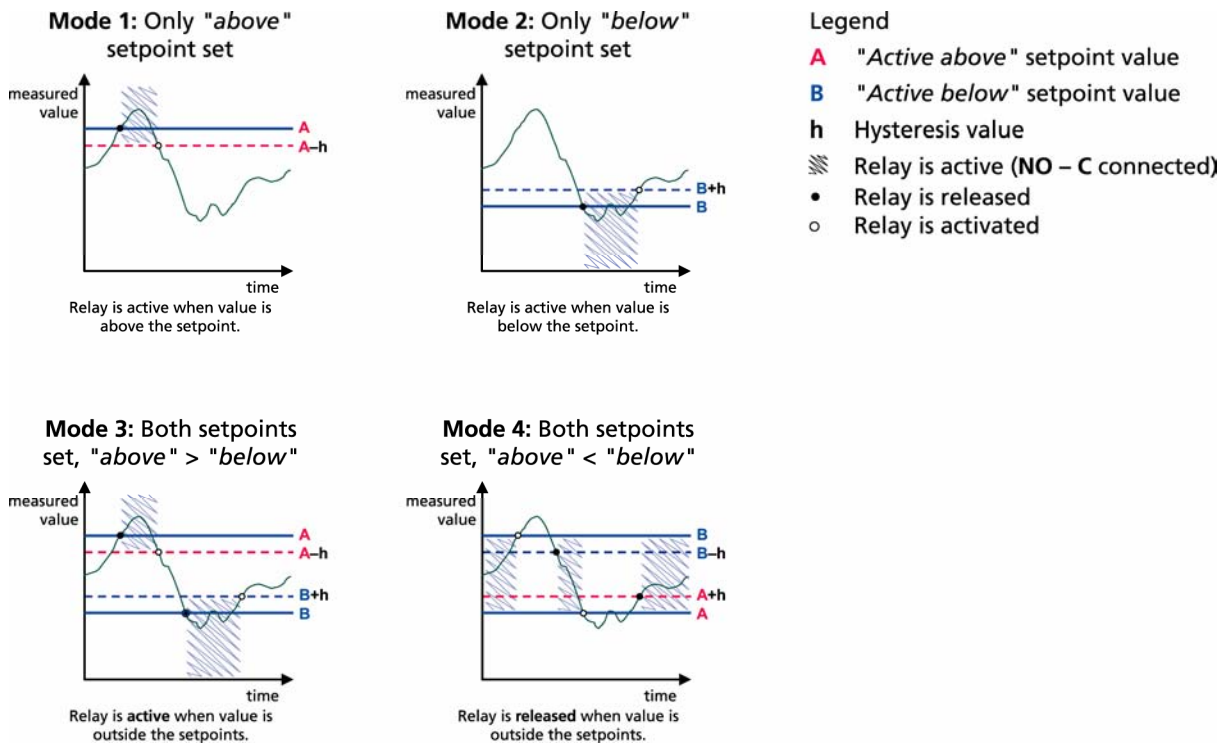 Mode 1: Only "above"
setpoint set
measured
value
A
A–h
time
Relay is active when value is
above the setpoint.
Mode 2: Only "below"
setpoint set
measured
value
B+h
B
time
Relay is active when value is
below the setpoint.
Legend
A "Active above" setpoint value
B "Active below" setpoint value
h Hysteresis value
Relay is active (NO – C connected)
Relay is released
Relay is activated
Mode 3: Both setpoints
set, "above" > "below"
measured
value
A
A–h
B+h
B
time
Relay is active when value is
outside the setpoints.
Mode 4: Both setpoints
set, "above" < "below"
measured
value
B
B–h
A+h
A
time
Relay is released when value is
outside the setpoints.